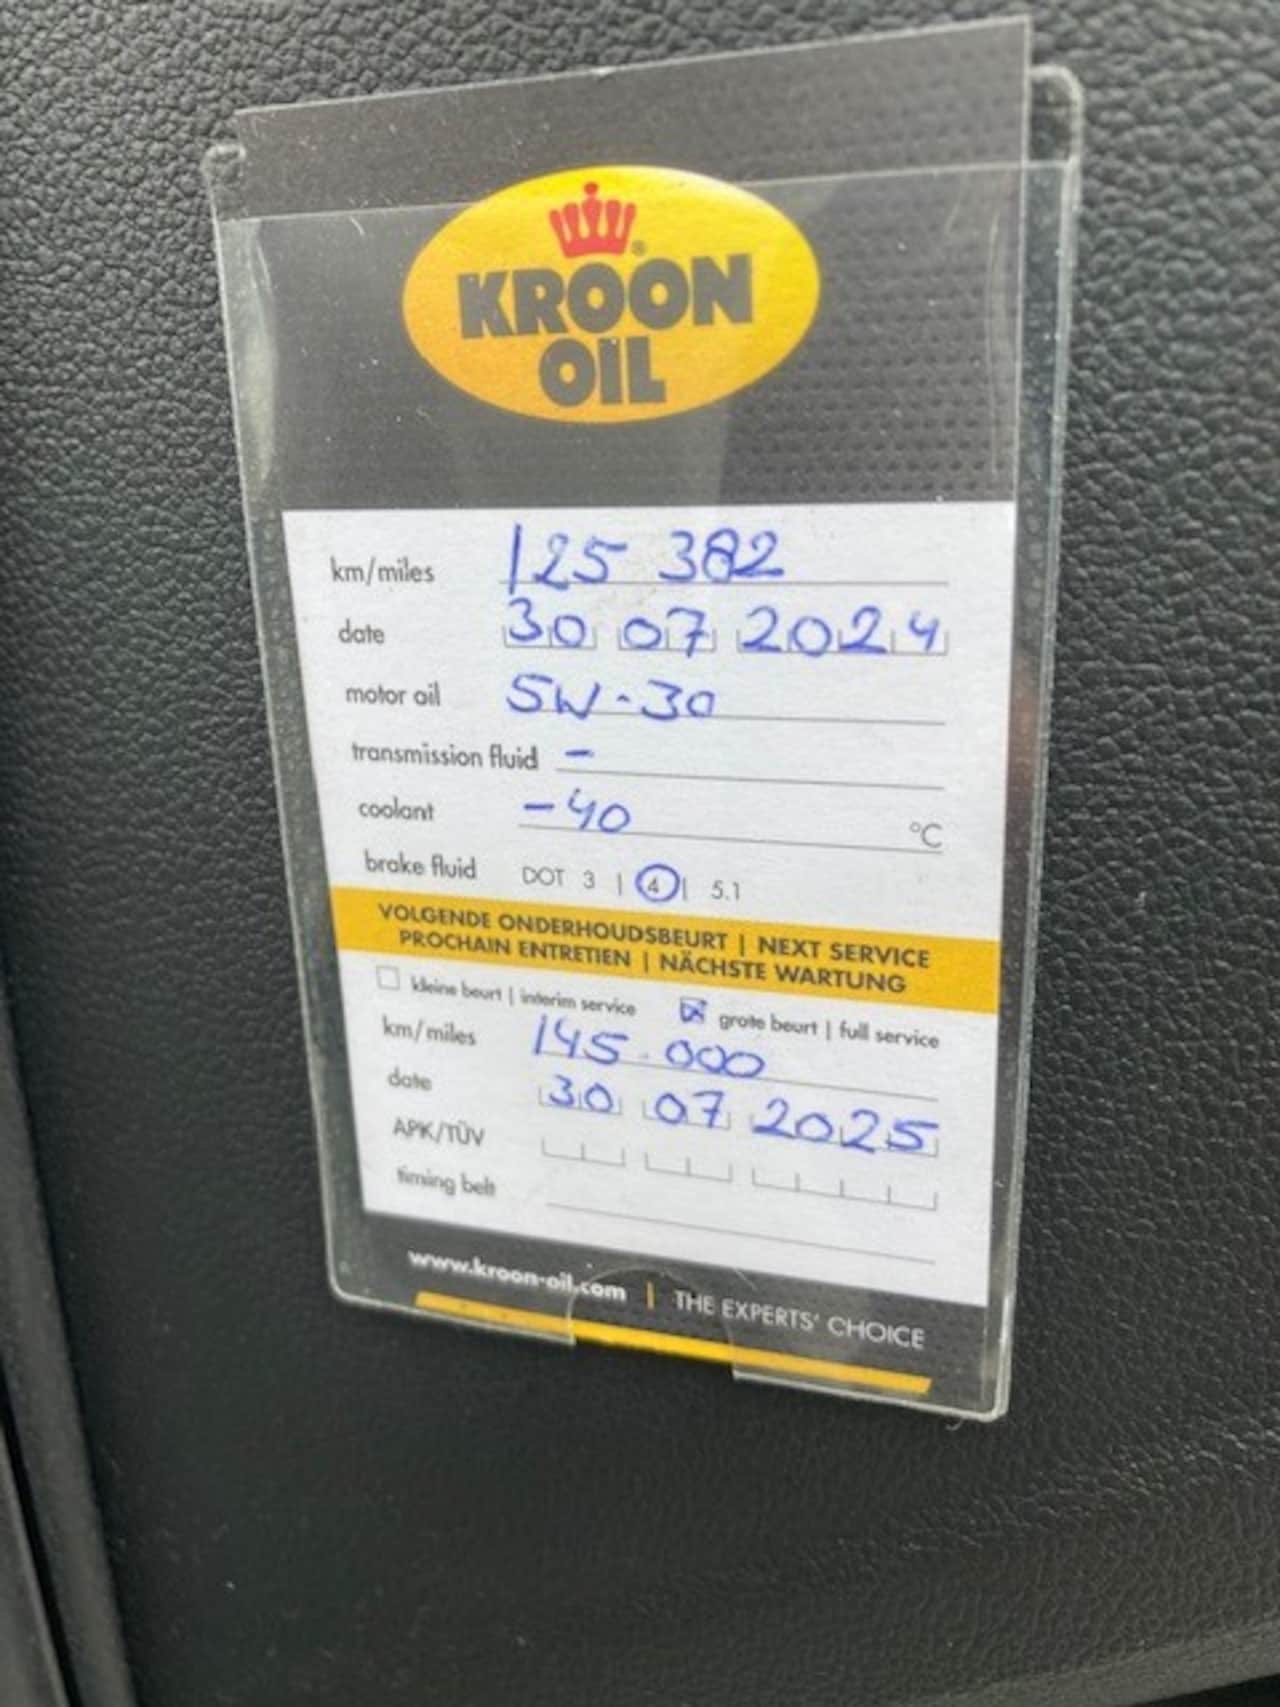 KROON
OIL
km/miles 125 382
date 30 07 2024
motor oil 5W-30
transmission fluid -
coolant -40 °C
brake fluid DOT 3 | 4 | 5.1
VOLGENDE ONDERHOUDSBEURT | NEXT SERVICE
PROCHAIN ENTRETIEN | NÄCHSTE WARTUNG
kleine beurt | interim service grote beurt | full service
km/miles 145.000
date 30 07 2025
APK/TÜV
timing belt
www.kroon-oil.com | THE EXPERTS' CHOICE